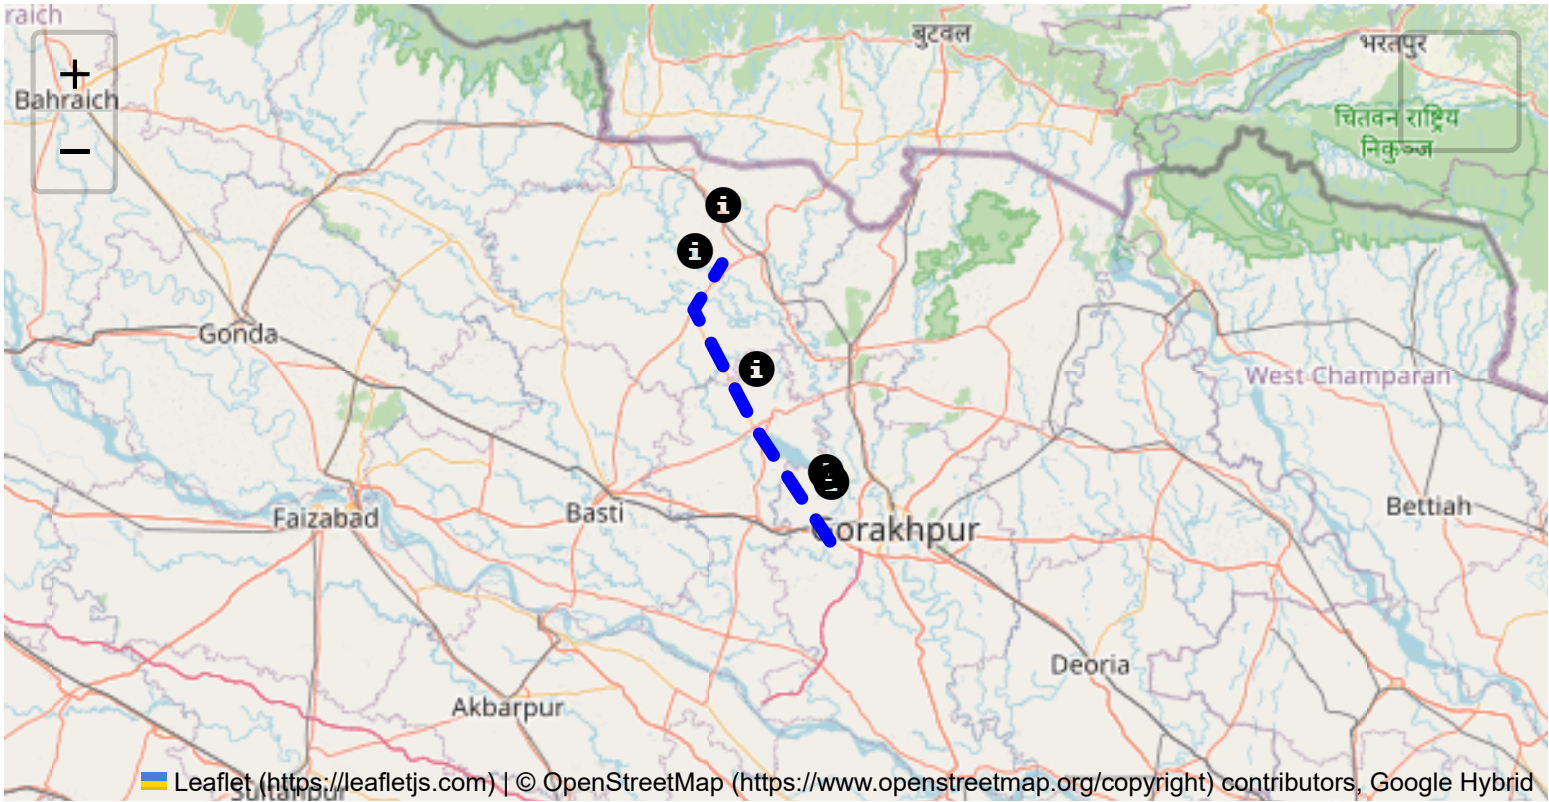 raich
बुटवल
भरतपुर
+
Bahraich
चितवन राष्ट्रिय
निकुञ्ज
−
i
i
Gonda
i
West Champaran
Bettiah
Basti
Faizabad
Gorakhpur
Deoria
Akbarpur
Leaflet (https://leafletjs.com) | © OpenStreetMap (https://www.openstreetmap.org/copyright) contributors, Google Hybrid
Sultanpur